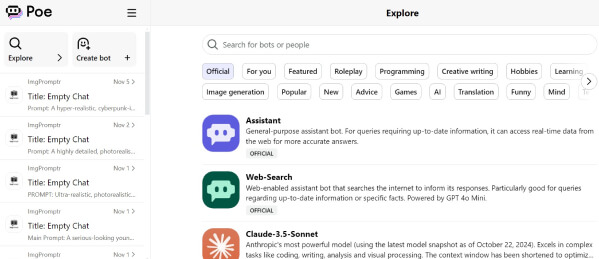 Poe
Explore
Create bot
ImgPromptr
Nov 5
Title: Empty Chat
Prompt: A hyper-realistic, cyberpunk-i...
ImgPromptr
Nov 2
Title: Empty Chat
Prompt: A highly detailed, photorealis...
ImgPromptr
Nov 1
Title: Empty Chat
PROMPT: Ultra-realistic, photorealistic...
ImgPromptr
Nov 1
Title: Empty Chat
Main Prompt: A serious-looking youn...
Explore
Search for bots or people
Official For you Featured Roleplay Programming Creative writing Hobbies Learning
Image generation Popular New Advice Games AI Translation Funny Mind
Assistant
General-purpose assistant bot. For queries requiring up-to-date information, it can access real-time data from
the web for more accurate answers.
OFFICIAL
Web-Search
Web-enabled assistant bot that searches the internet to inform its responses. Particularly good for queries
regarding up-to-date information or specific facts. Powered by GPT 4o Mini.
OFFICIAL
Claude-3.5-Sonnet
Anthropic's most powerful model (using the latest model snapshot as of October 22, 2024). Excels in complex
tasks like coding, writing, analysis and visual processing. The context window has been shortened to optimiz...